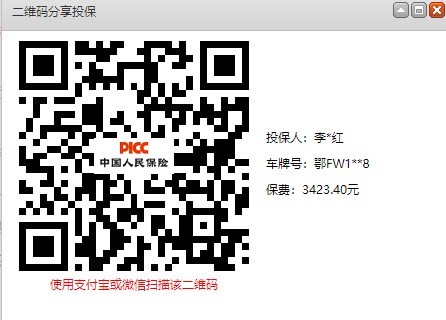 二维码分享投保
PICC
中国人民保险
投保人：李*红
车牌号：鄂FW1**8
保费：3423.40元
使用支付宝或微信扫描该二维码